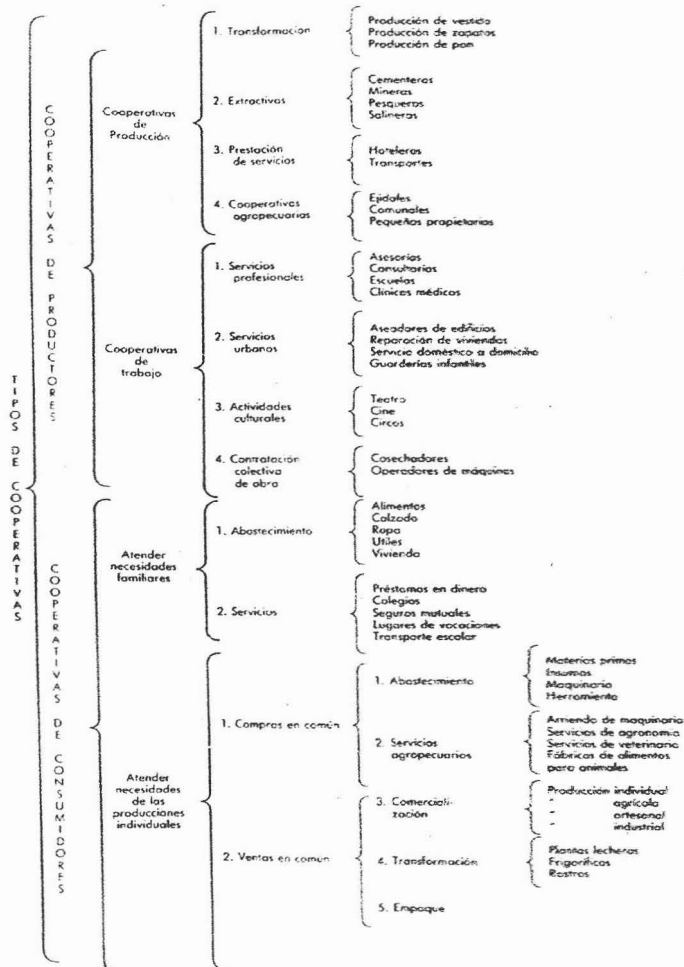 TIPOS DE COOPERATIVAS
COOPERATIVAS DE PRODUCTORES
Cooperativas
de
Producción
1. Transformacion
Producción de vestido
Producción de zapatos
Producción de pan
2. Extractivas
Cementeras
Mineras
Pesqueras
Salineras
3. Prestación
de servicios
Hoteleras
Transportes
4. Cooperativas
agropecuarias
Ejidales
Comunales
Pequeños propietarios
Cooperativas
de
trabajo
1. Servicios
profesionales
Asesorías
Consultorías
Escuelas
Clínicas médicas
2. Servicios
urbanos
Aseadores de edificios
Reparación de viviendas
Servicio doméstico a domicilio
Guarderías infantiles
3. Actividades
culturales
Teatro
Cine
Circos
4. Contratación
colectiva
de obra
Cosechadores
Operadores de máquinas
COOPERATIVAS DE CONSUMIDORES
Atender
necesidades
familiares
1. Abastecimiento
Alimentos
Calzado
Ropa
Utiles
Vivienda
2. Servicios
Préstamos en dinero
Colegios
Seguros mutuales
Lugares de vacaciones
Transporte escolar
Atender
necesidades
de las
producciones
individuales
1. Compras en común
1. Abastecimiento
Materias primas
Insumos
Maquinaria
Herramienta
2. Servicios
agropecuarios
Arriendo de maquinaria
Servicios de agronomía
Servicios de veterinaria
Fábricas de alimentos
para animales
2. Ventas en común
3. Comerciali-
zación
Producción individual
" agrícola
" artesanal
" industrial
4. Transformación
Plantas lecheras
Frigoríficos
Rastros
5. Empaque